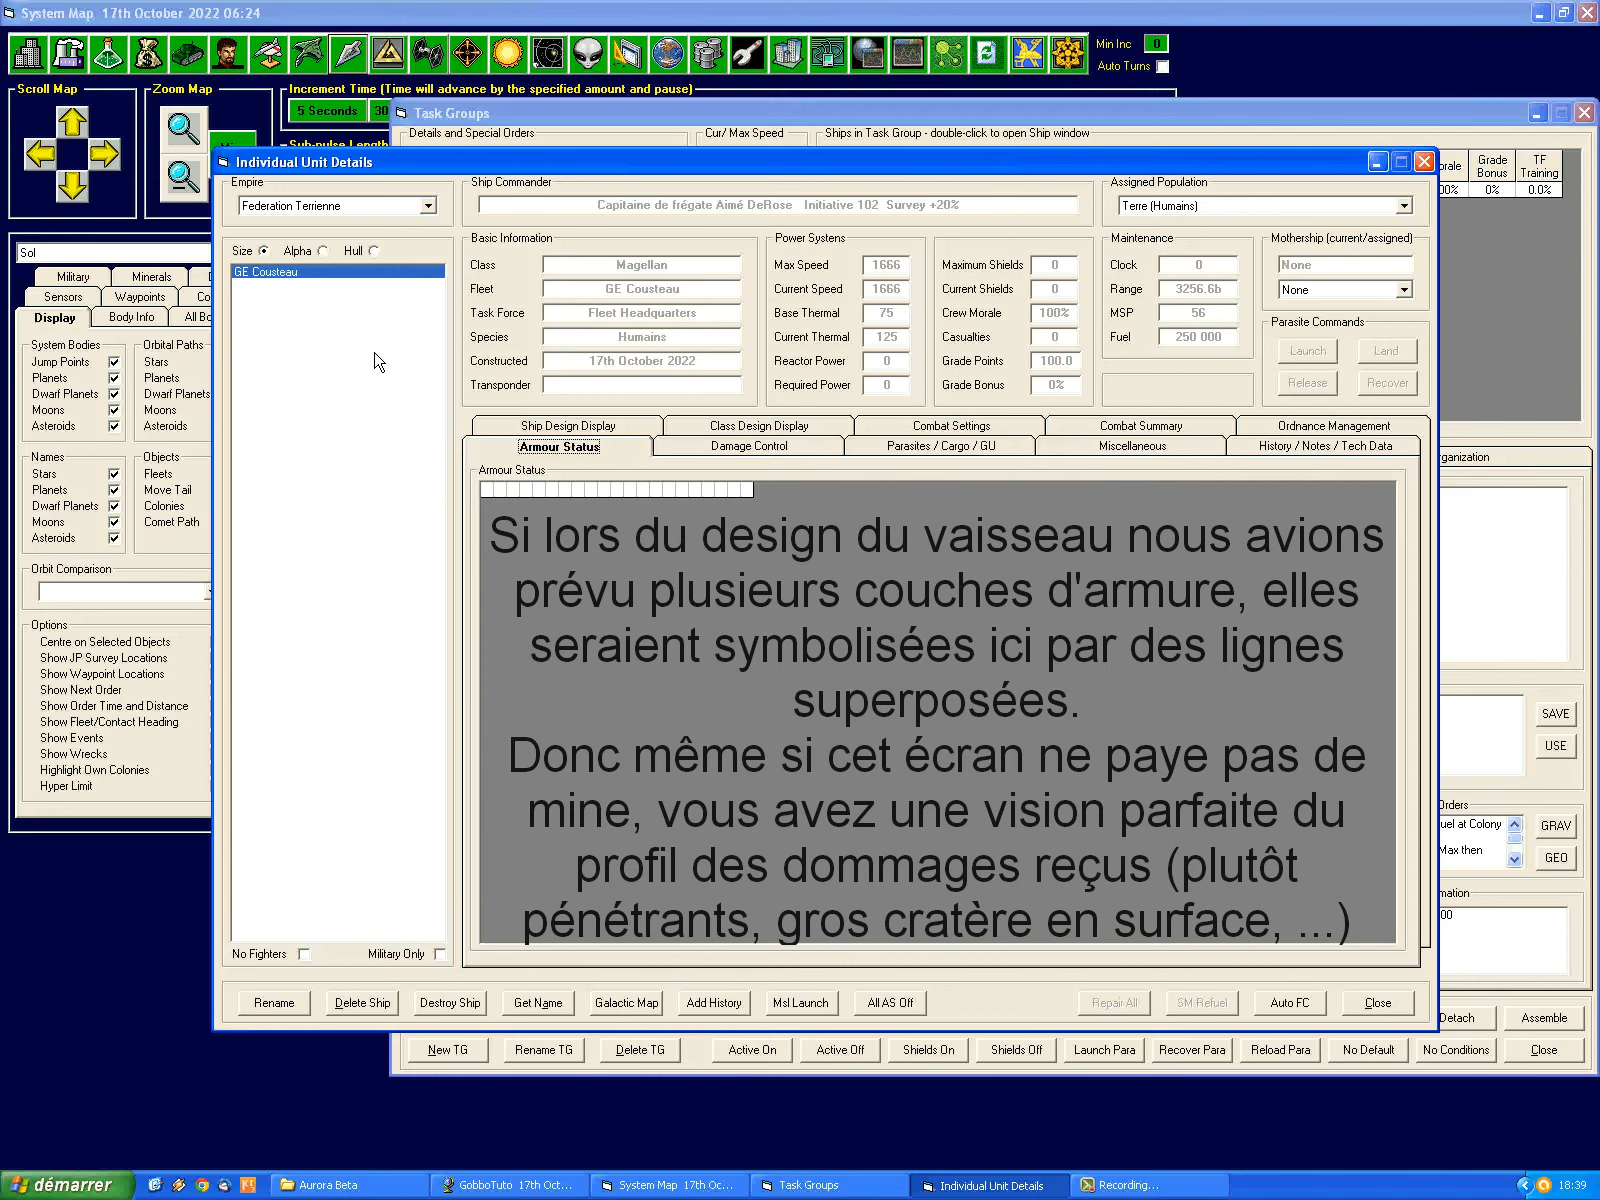 System Map  17th October 2022 06:24
Min Inc 0
Auto Turns
Scroll Map
Zoom Map
Increment Time (Time will advance by the specified amount and pause)
5 Seconds
30
Task Groups
Details and Special Orders
Cur/ Max Speed
Ships in Task Group - double-click to open Ship window
Grade Bonus
TF Training
0%
0.0%
Individual Unit Details
Empire
Federation Terrienne
Ship Commander
Capitaine de frégate Aimé DeRose   Initiative 102  Survey +20%
Assigned Population
Terre (Humains)
Size
Alpha
Hull
GE Cousteau
Basic Information
Class Magellan
Fleet GE Cousteau
Task Force Fleet Headquarters
Species Humains
Constructed 17th October 2022
Transponder
Power Systens
Max Speed 1666
Current Speed 1666
Base Thermal 75
Current Thermal 125
Reactor Power 0
Required Power 0
Maximum Shields 0
Current Shields 0
Crew Morale 100%
Casualties 0
Grade Points 100.0
Grade Bonus 0%
Maintenance
Clock 0
Range 3256.6b
MSP 56
Fuel 250 000
Mothership (current/assigned)
None
None
Parasite Commands
Launch
Land
Release
Recover
Ship Design Display
Class Design Display
Combat Settings
Combat Summary
Ordnance Management
Armour Status
Damage Control
Parasites / Cargo / GU
Miscellaneous
History / Notes / Tech Data
Armour Status
Si lors du design du vaisseau nous avions
prévu plusieurs couches d'armure, elles
seraient symbolisées ici par des lignes
superposées.
Donc même si cet écran ne paye pas de
mine, vous avez une vision parfaite du
profil des dommages reçus (plutôt
pénétrants, gros cratère en surface, ...)
No Fighters
Military Only
Rename
Delete Ship
Destroy Ship
Get Name
Galactic Map
Add History
Msl Launch
All AS Off
Repair All
SM Refuel
Auto FC
Close
Sol
Military
Minerals
Sensors
Waypoints
Co
Display
Body Info
All Bo
System Bodies
Jump Points
Planets
Dwarf Planets
Moons
Asteroids
Orbital Paths
Stars
Planets
Dwarf Planets
Moons
Asteroids
Names
Stars
Planets
Dwarf Planets
Moons
Asteroids
Objects
Fleets
Move Tail
Colonies
Comet Path
Orbit Comparison
Options
Centre on Selected Objects
Show JP Survey Locations
Show Waypoint Locations
Show Next Order
Show Order Time and Distance
Show Fleet/Contact Heading
Show Events
Show Wrecks
Highlight Own Colonies
Hyper Limit
SAVE
USE
GRAV
GEO
uel at Colony
Max then
Detach
Assemble
New TG
Rename TG
Delete TG
Active On
Active Off
Shields On
Shields Off
Launch Para
Recover Para
Reload Para
No Default
No Conditions
Close
démarrer
Aurora Beta
GobboTuto  17th Oct...
System Map  17th Oc...
Task Groups
Individual Unit Details
Recording...
18:39